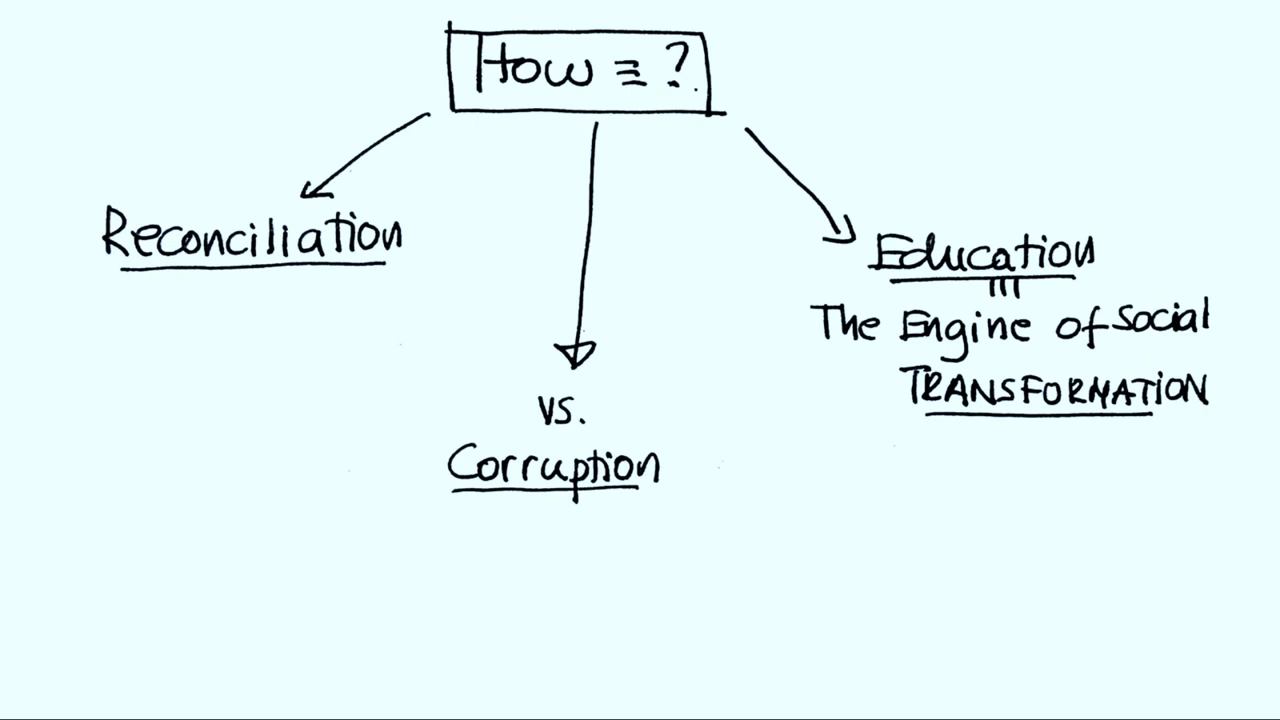 How ≡ ?
Reconciliation
vs.
Corruption
Education
The Engine of Social
TRANSFORMATION